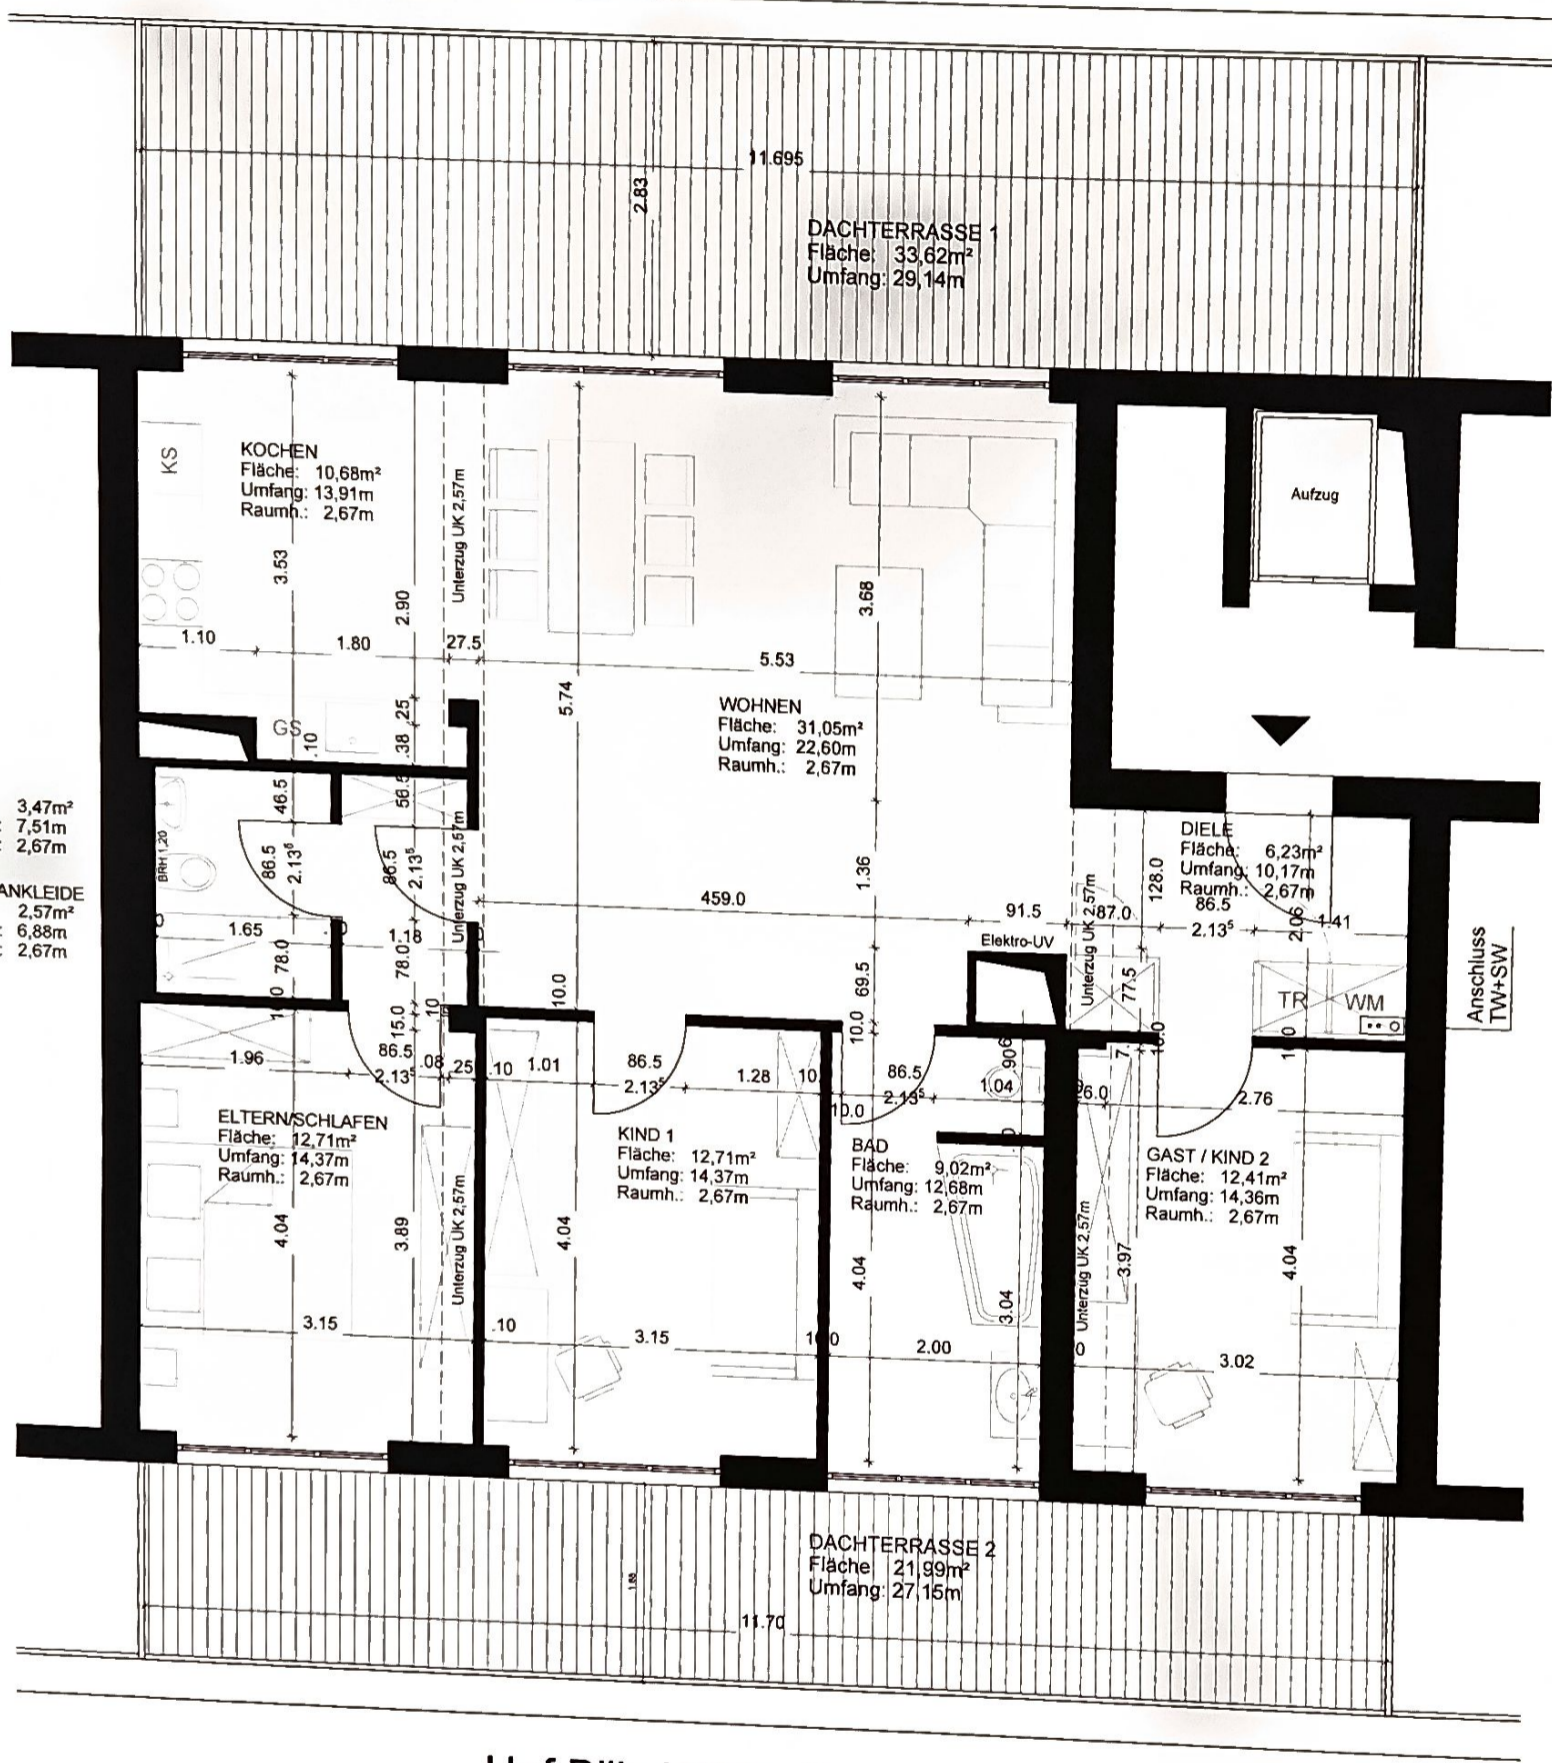 11.695
2.83
DACHTERRASSE 1
Fläche: 33,62m²
Umfang: 29,14m
KS
KOCHEN
Fläche: 10,68m²
Umfang: 13,91m
Raumh.: 2,67m
Unterzug UK 2,57m
Aufzug
3.53
2.90
3.68
1.10
1.80
27.5
5.53
5.74
WOHNEN
Fläche: 31,05m²
Umfang: 22,60m
Raumh.: 2,67m
.25
GS
.10
.38
3,47m²
7,51m
2,67m
46.5
56.5
BRH 1,20
86.5
2.13⁵
86.5
2.13⁵
Unterzug UK 2,57m
1.36
DIELE
Fläche: 6,23m²
Umfang: 10,17m
Raumh.: 2,67m
128.0
ANKLEIDE
2,57m²
6,88m
2,67m
459.0
91.5
87.0
86.5
2.13⁵
2.06
1.41
Unterzug UK 2,57m
1.65
78.0
78.0
Elektro-UV
Anschluss
TW+SW
10.0
69.5
77.5
TR
WM
15.0
10
10.0
1.96
86.5
2.13⁵
.08
25
.10
1.01
86.5
2.13⁵
1.28
10
86.5
2.13⁵
1.04
2.76
10.0
ELTERN/SCHLAFEN
Fläche: 12,71m²
Umfang: 14,37m
Raumh.: 2,67m
KIND 1
Fläche: 12,71m²
Umfang: 14,37m
Raumh.: 2,67m
BAD
Fläche: 9,02m²
Umfang: 12,68m
Raumh.: 2,67m
GAST / KIND 2
Fläche: 12,41m²
Umfang: 14,36m
Raumh.: 2,67m
4.04
3.89
Unterzug UK 2,57m
4.04
4.04
3.04
Unterzug UK 2,57m
3.97
4.04
3.15
.10
3.15
10.0
2.00
3.02
DACHTERRASSE 2
Fläche 21,99m²
Umfang: 27,15m
11.70